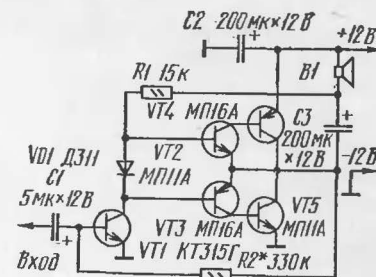 C2 200мк×12В
+12В
R1 15к
В1
VT4 МП16А
C3
VT2
200мк
×12В
VD1 Д311
МП11А
-12В
C1
5мк×12В
VT3 МП16А
VT5
МП11А
Вход
VT1 КТ315Г
R2* 330к